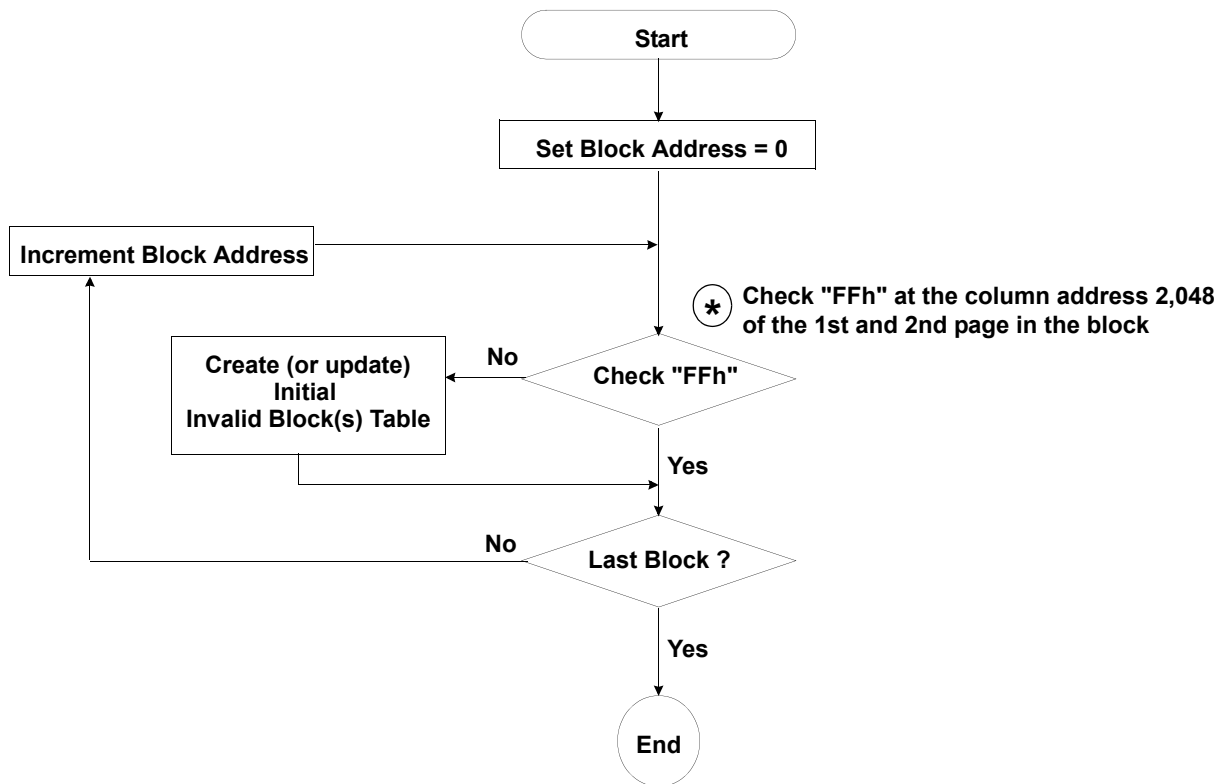 Start
Set Block Address = 0
Increment Block Address
* Check "FFh" at the column address 2,048
of the 1st and 2nd page in the block
No
Create (or update)
Initial
Invalid Block(s) Table
Check "FFh"
Yes
No
Last Block ?
Yes
End